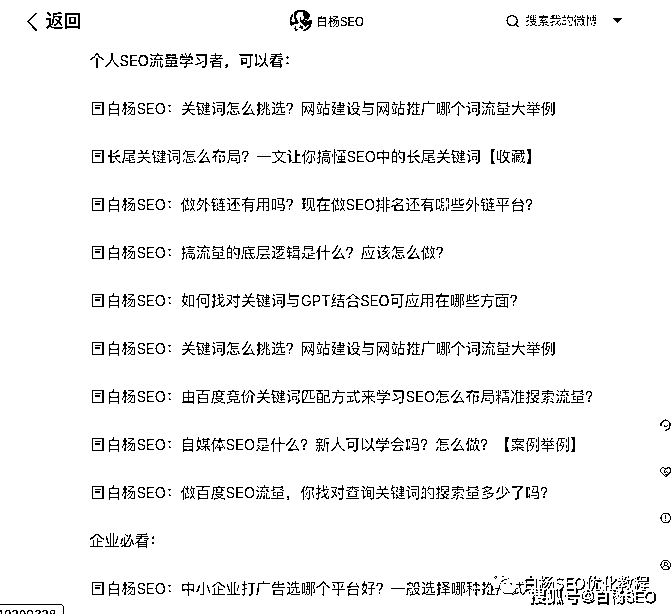 返回
白杨SEO
搜索我的微博
个人SEO流量学习者，可以看：
白杨SEO：关键词怎么挑选？网站建设与网站推广哪个词流量大举例
长尾关键词怎么布局？一文让你搞懂SEO中的长尾关键词【收藏】
白杨SEO：做外链还有用吗？现在做SEO排名还有哪些外链平台？
白杨SEO：搞流量的底层逻辑是什么？应该怎么做？
白杨SEO：如何找对关键词与GPT结合SEO可应用在哪些方面？
白杨SEO：关键词怎么挑选？网站建设与网站推广哪个词流量大举例
白杨SEO：由百度竞价关键词匹配方式来学习SEO怎么布局精准搜索流量？
白杨SEO：自媒体SEO是什么？新人可以学会吗？怎么做？【案例举例】
白杨SEO：做百度SEO流量，你找对查询关键词的搜索量多少了吗？
企业必看：
白杨SEO：中小企业打广告选哪个平台好？一般选择哪种推广
白杨SEO优化教程
搜狐号@白杨SEO